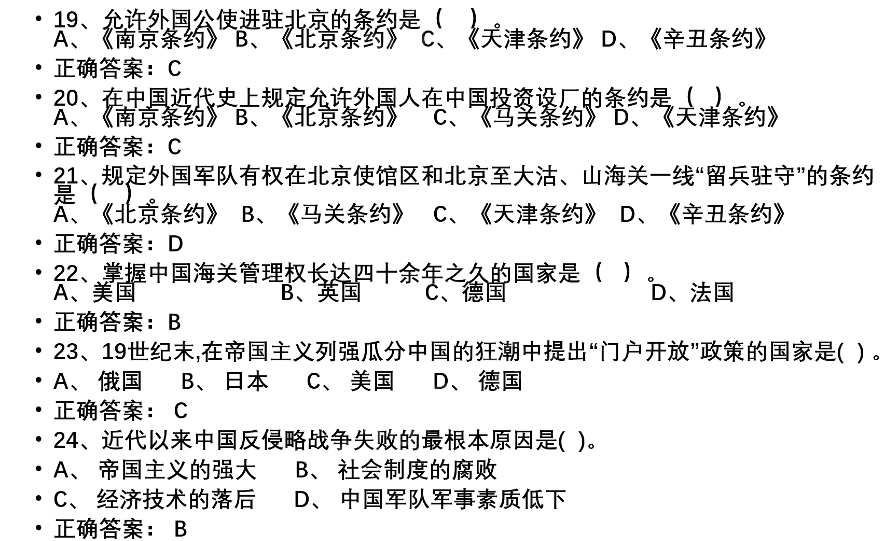 • 19、允许外国公使进驻北京的条约是（  ）。
A、《南京条约》 B、《北京条约》 C、《天津条约》 D、《辛丑条约》
• 正确答案：C
• 20、在中国近代史上规定允许外国人在中国投资设厂的条约是（  ）。
A、《南京条约》 B、《北京条约》  C、《马关条约》 D、《天津条约》
• 正确答案：C
• 21、规定外国军队有权在北京使馆区和北京至大沽、山海关一线“留兵驻守”的条约
是（  ）。
A、《北京条约》 B、《马关条约》  C、《天津条约》 D、《辛丑条约》
• 正确答案：D
• 22、掌握中国海关管理权长达四十余年之久的国家是（  ）。
A、美国 B、英国 C、德国 D、法国
• 正确答案：B
• 23、19世纪末,在帝国主义列强瓜分中国的狂潮中提出“门户开放”政策的国家是( ) 。
• A、 俄国 B、 日本 C、 美国 D、 德国
• 正确答案： C
• 24、近代以来中国反侵略战争失败的最根本原因是( )。
• A、 帝国主义的强大 B、 社会制度的腐败
• C、 经济技术的落后 D、 中国军队军事素质低下
• 正确答案： B